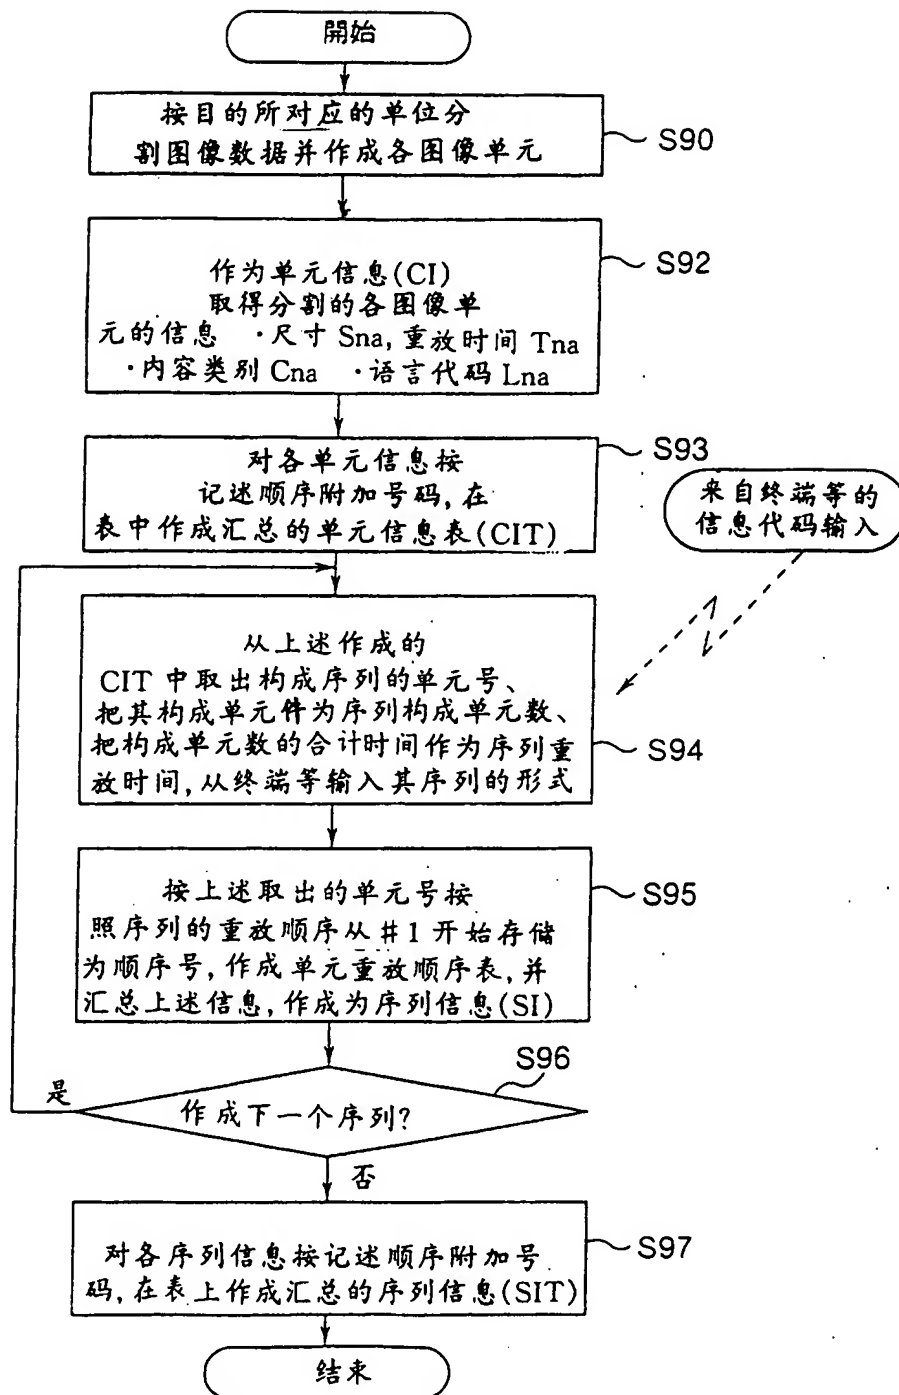 開始
按目的所对应的单位分
割图像数据并作成各图像单元
S90
作为单元信息(CI)
取得分割的各图像单
元的信息 ·尺寸 Sna,重放时间 Tna
·内容类别 Cna ·语言代码 Lna
S92
对各单元信息按
记述顺序附加号码,在
表中作成汇总的单元信息表(CIT)
S93
来自终端等的
信息代码输入
从上述作成的
CIT 中取出构成序列的单元号、
把其构成单元件为序列构成单元数、
把构成单元数的合计时间作为序列重
放时间,从终端等输入其序列的形式
S94
按上述取出的单元号按
照序列的重放顺序从 #1 开始存储
为顺序号,作成单元重放顺序表,并
汇总上述信息,作成为序列信息(SI)
S95
S96
是
作成下一个序列?
否
对各序列信息按记述顺序附加号
码,在表上作成汇总的序列信息(SIT)
S97
结束